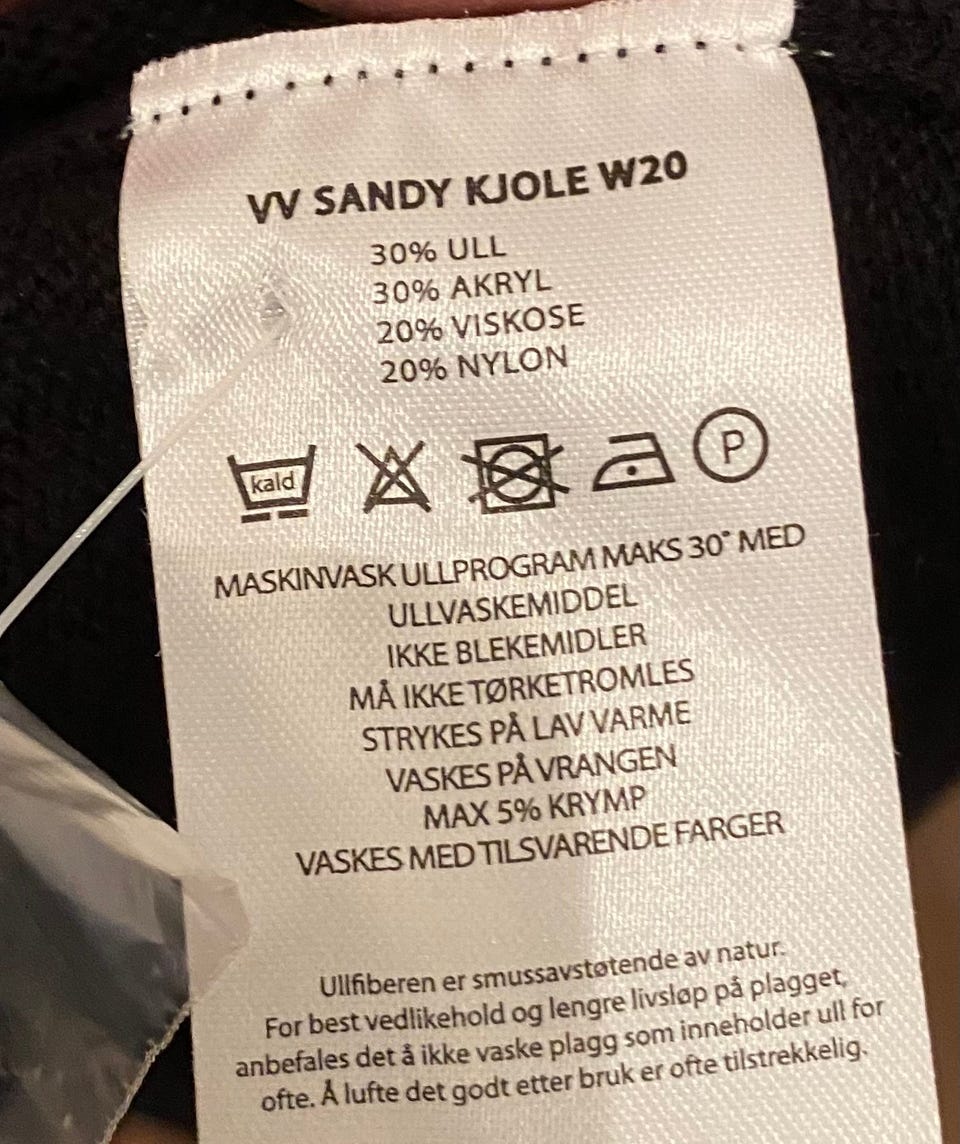 VV SANDY KJOLE W20
30% ULL
30% AKRYL
20% VISKOSE
20% NYLON
kald
P
MASKINVASK ULLPROGRAM MAKS 30° MED
ULLVASKEMIDDEL
IKKE BLEKEMIDLER
MÅ IKKE TØRKETROMLES
STRYKES PÅ LAV VARME
VASKES PÅ VRANGEN
MAX 5% KRYMP
VASKES MED TILSVARENDE FARGER
Ullfiberen er smussavstøtende av natur.
For best vedlikehold og lengre livsløp på plagget,
anbefales det å ikke vaske plagg som inneholder ull for
ofte. Å lufte det godt etter bruk er ofte tilstrekkelig.